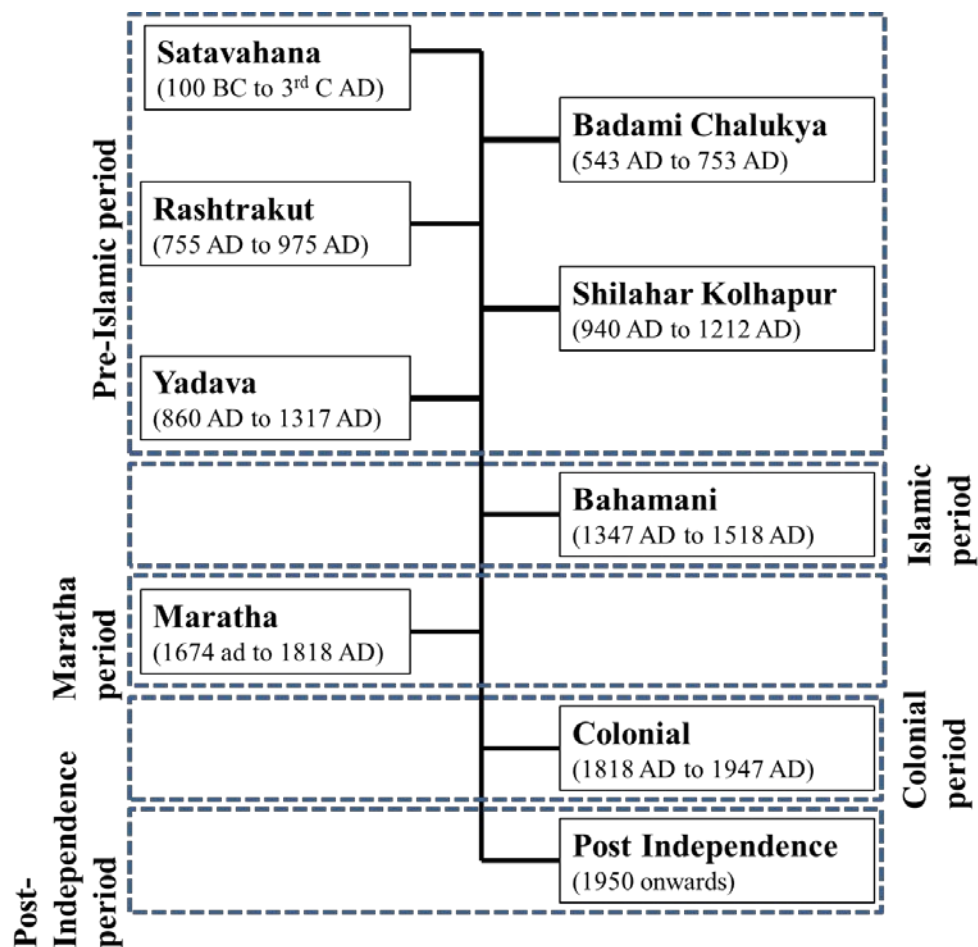 Satavahana
(100 BC to 3rd C AD)
Badami Chalukya
(543 AD to 753 AD)
Rashtrakut
(755 AD to 975 AD)
Shilahar Kolhapur
(940 AD to 1212 AD)
Yadava
(860 AD to 1317 AD)
Pre-Islamic period
Bahamani
(1347 AD to 1518 AD)
Islamic
period
Maratha
(1674 ad to 1818 AD)
Maratha
period
Colonial
(1818 AD to 1947 AD)
Colonial
period
Post Independence
(1950 onwards)
Post-
Independence
period